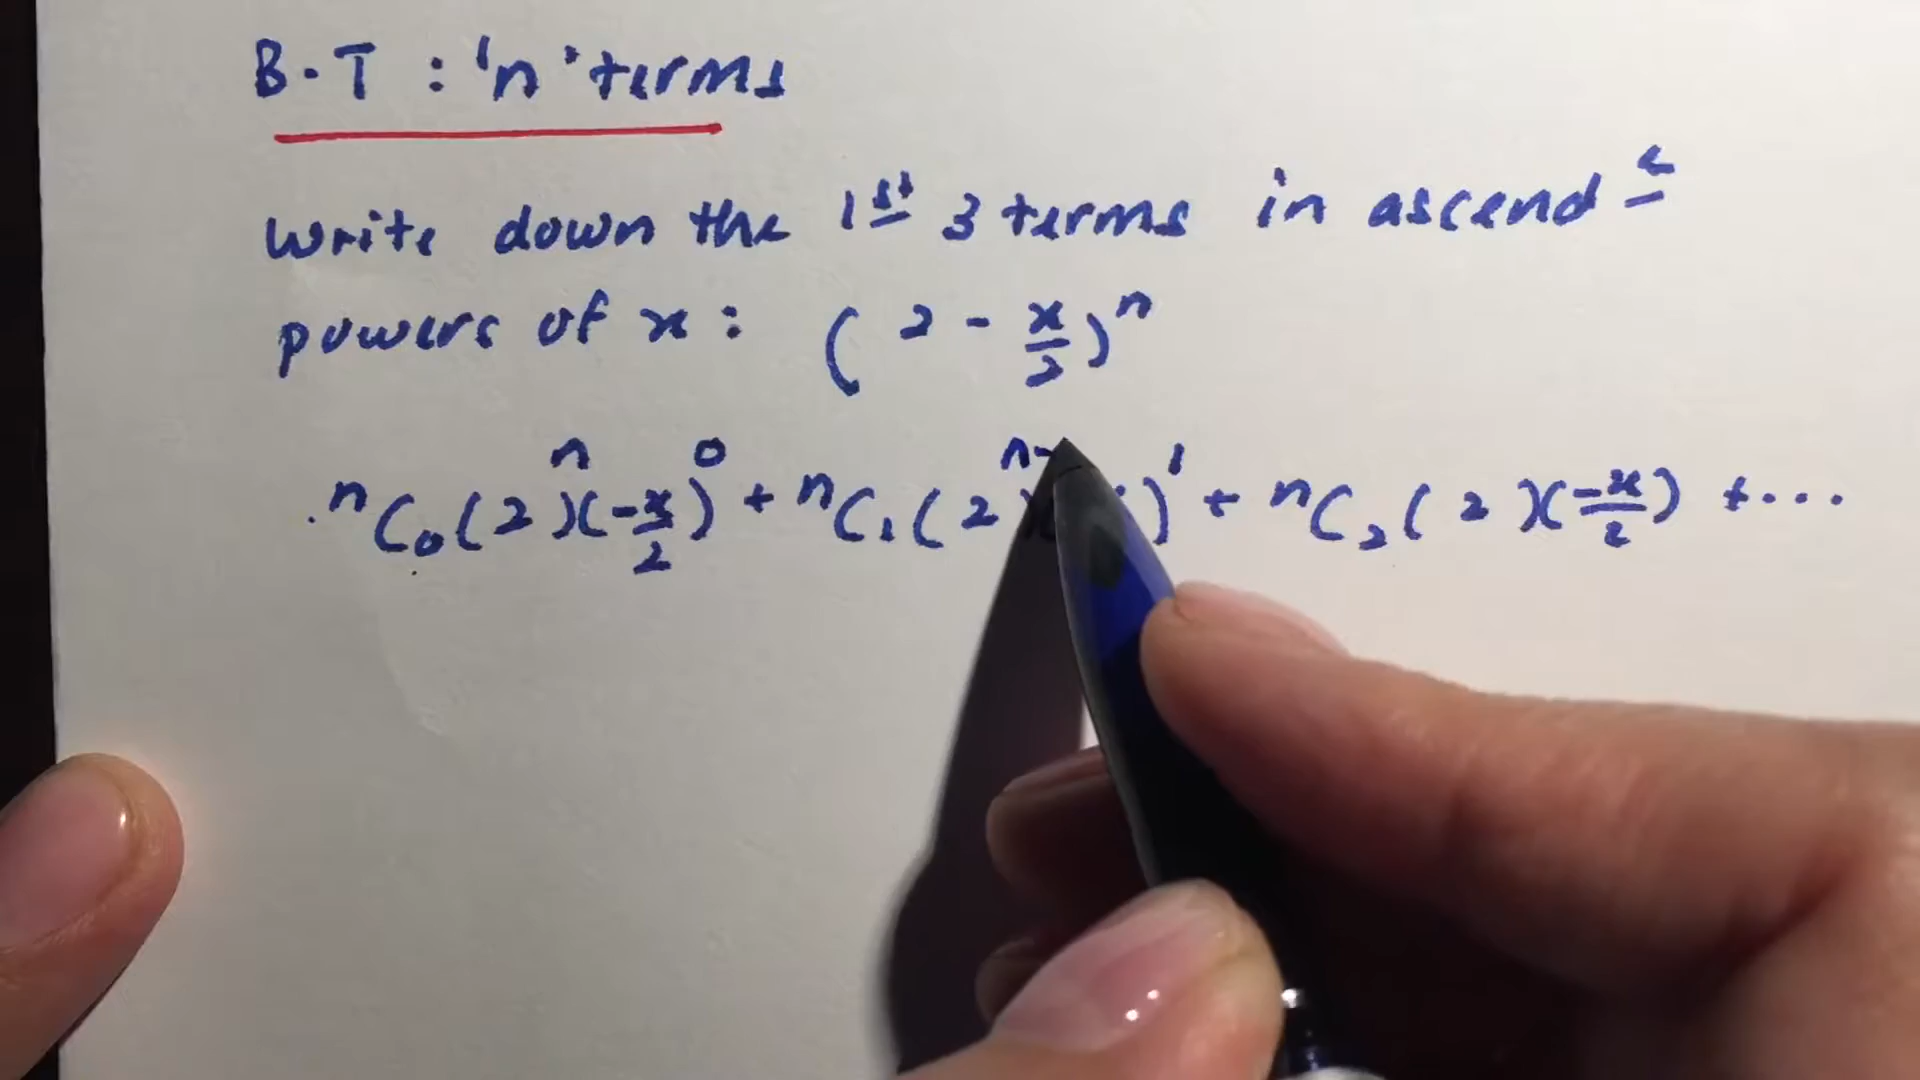 B.T : 'n' terms
Write down the 1st 3 terms in ascend
powers of x : (2 - x/2)^n
nC0(2)^n(-x/2)^0 + nC1(2)^n-( )^1 + nC2(2)(-x/2) + ...